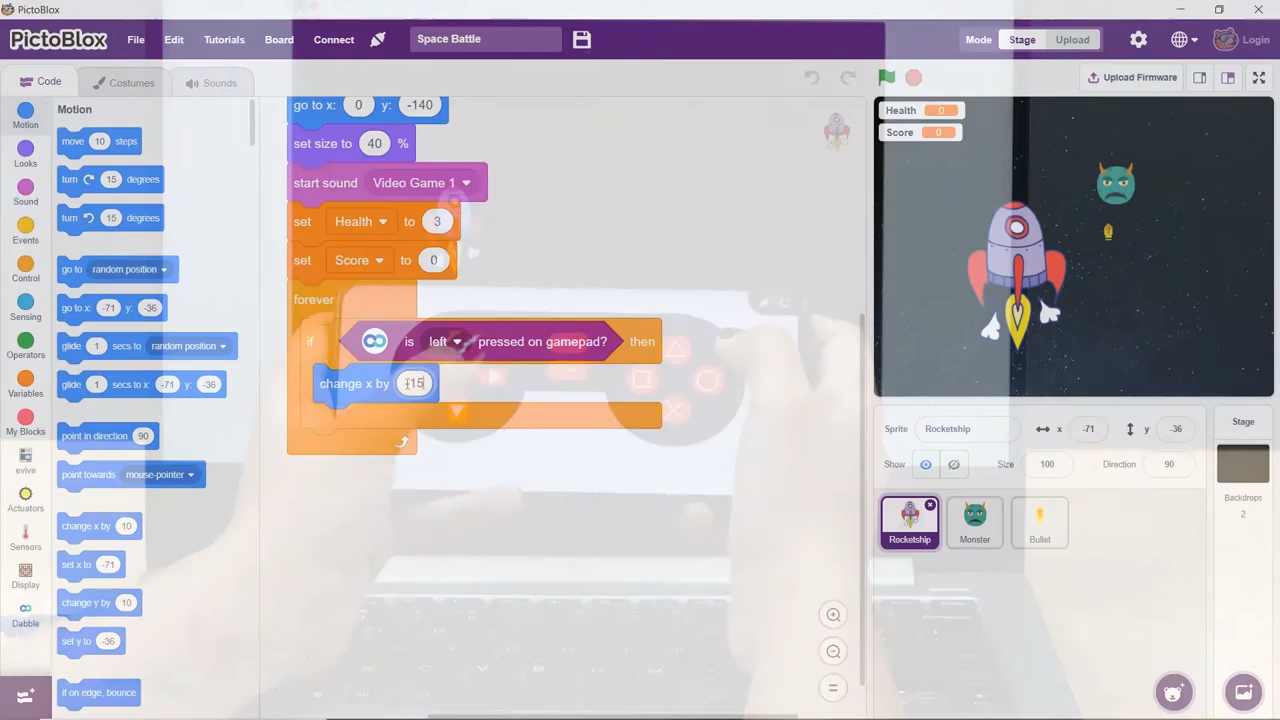 PictoBlox
PictoBlox File Edit Tutorials Board Connect Space Battle Mode Stage Upload Login
Code Costumes Sounds Upload Firmware
Motion
Motion
move 10 steps
Looks
turn 15 degrees
Sound
turn 15 degrees
Events
go to random position
Control
go to x: -71 y: -36
Sensing
glide 1 secs to random position
Operators
glide 1 secs to x: -71 y: -36
Variables
point in direction 90
My Blocks
point towards mouse-pointer
evive
Actuators
change x by 10
Sensors
set x to -71
Display
change y by 10
Dabble
set y to -36
if on edge, bounce
go to x: 0 y: -140
set size to 40 %
start sound Video Game 1
set Health to 3
set Score to 0
forever
if is left pressed on gamepad? then
change x by 15
Health 0
Score 0
Sprite Rocketship x -71 y -36
Show Size 100 Direction 90
Stage
Backdrops
2
Rocketship Monster Bullet